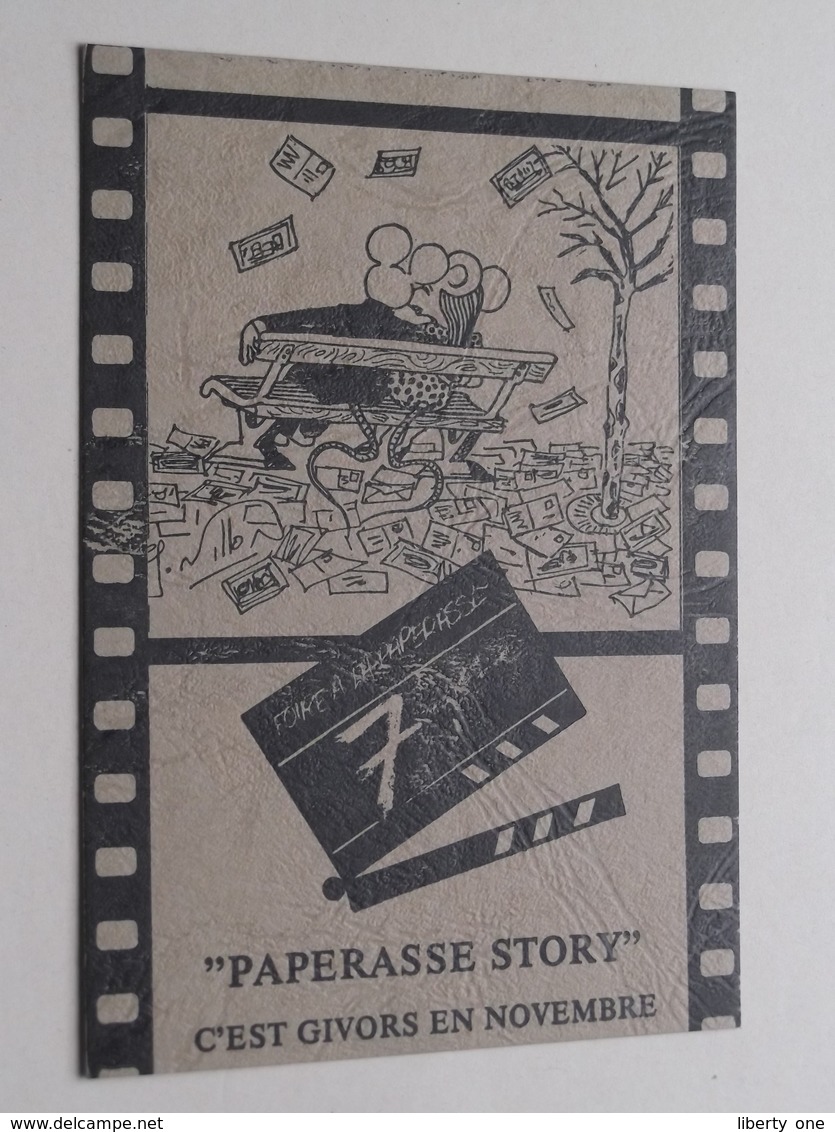 FOIRE A LA PAPERASSE
7
"PAPERASSE STORY"
C'EST GIVORS EN NOVEMBRE
www.delcampe.net
liberty one